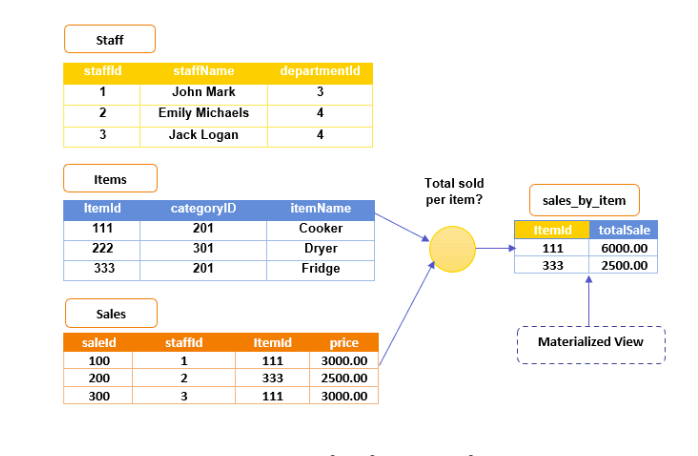 Staff
staffId staffName departmentId
1 John Mark 3
2 Emily Michaels 4
3 Jack Logan 4
Items
ItemId categoryID itemName
111 201 Cooker
222 301 Dryer
333 201 Fridge
Sales
saleId staffId ItemId price
100 1 111 3000.00
200 2 333 2500.00
300 3 111 3000.00
Total sold
per item?
sales_by_item
ItemId totalSale
111 6000.00
333 2500.00
Materialized View